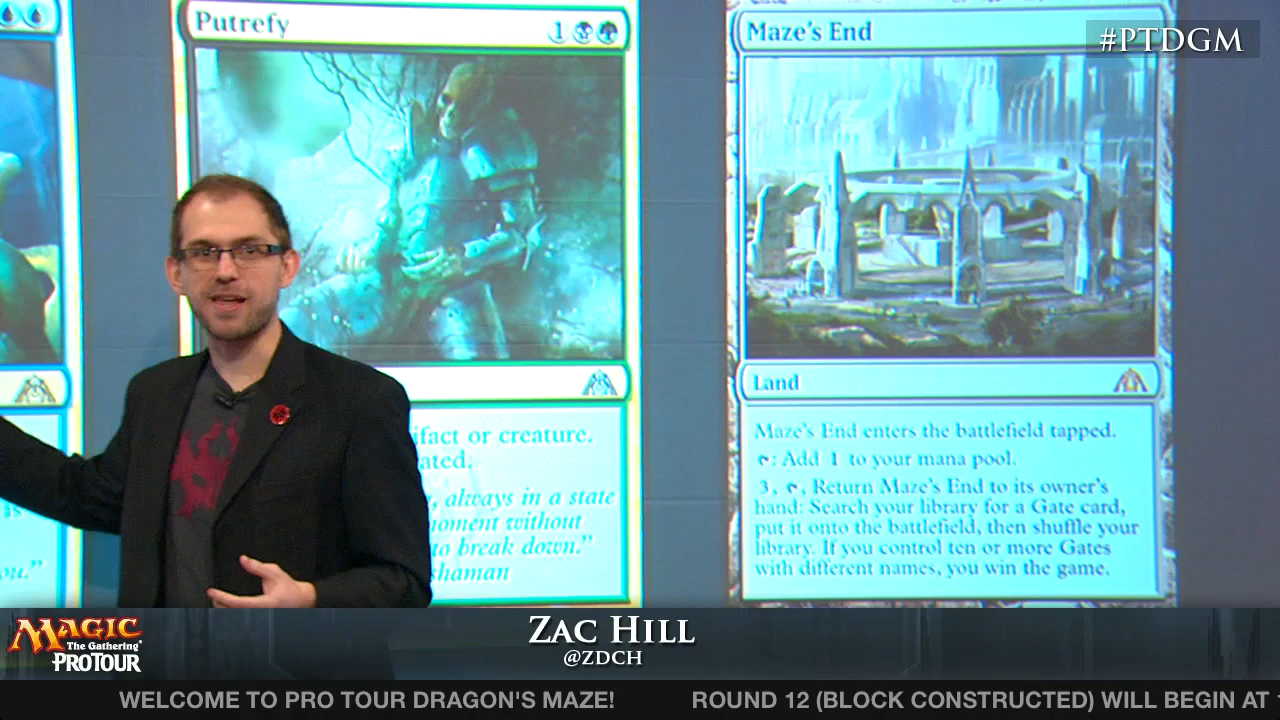 Putrefy 1
Maze's End
#PTDGM
Land
ifact or creature.
ated.
, always in a state
noment without
to break down."
shaman
ou."
Maze's End enters the battlefield tapped.
: Add 1 to your mana pool.
3, , Return Maze's End to its owner's
hand: Search your library for a Gate card,
put it onto the battlefield, then shuffle your
library. If you control ten or more Gates
with different names, you win the game.
MAGIC
The Gathering®
PROTOUR
ZAC HILL
@ZDCH
WELCOME TO PRO TOUR DRAGON'S MAZE! ROUND 12 (BLOCK CONSTRUCTED) WILL BEGIN AT